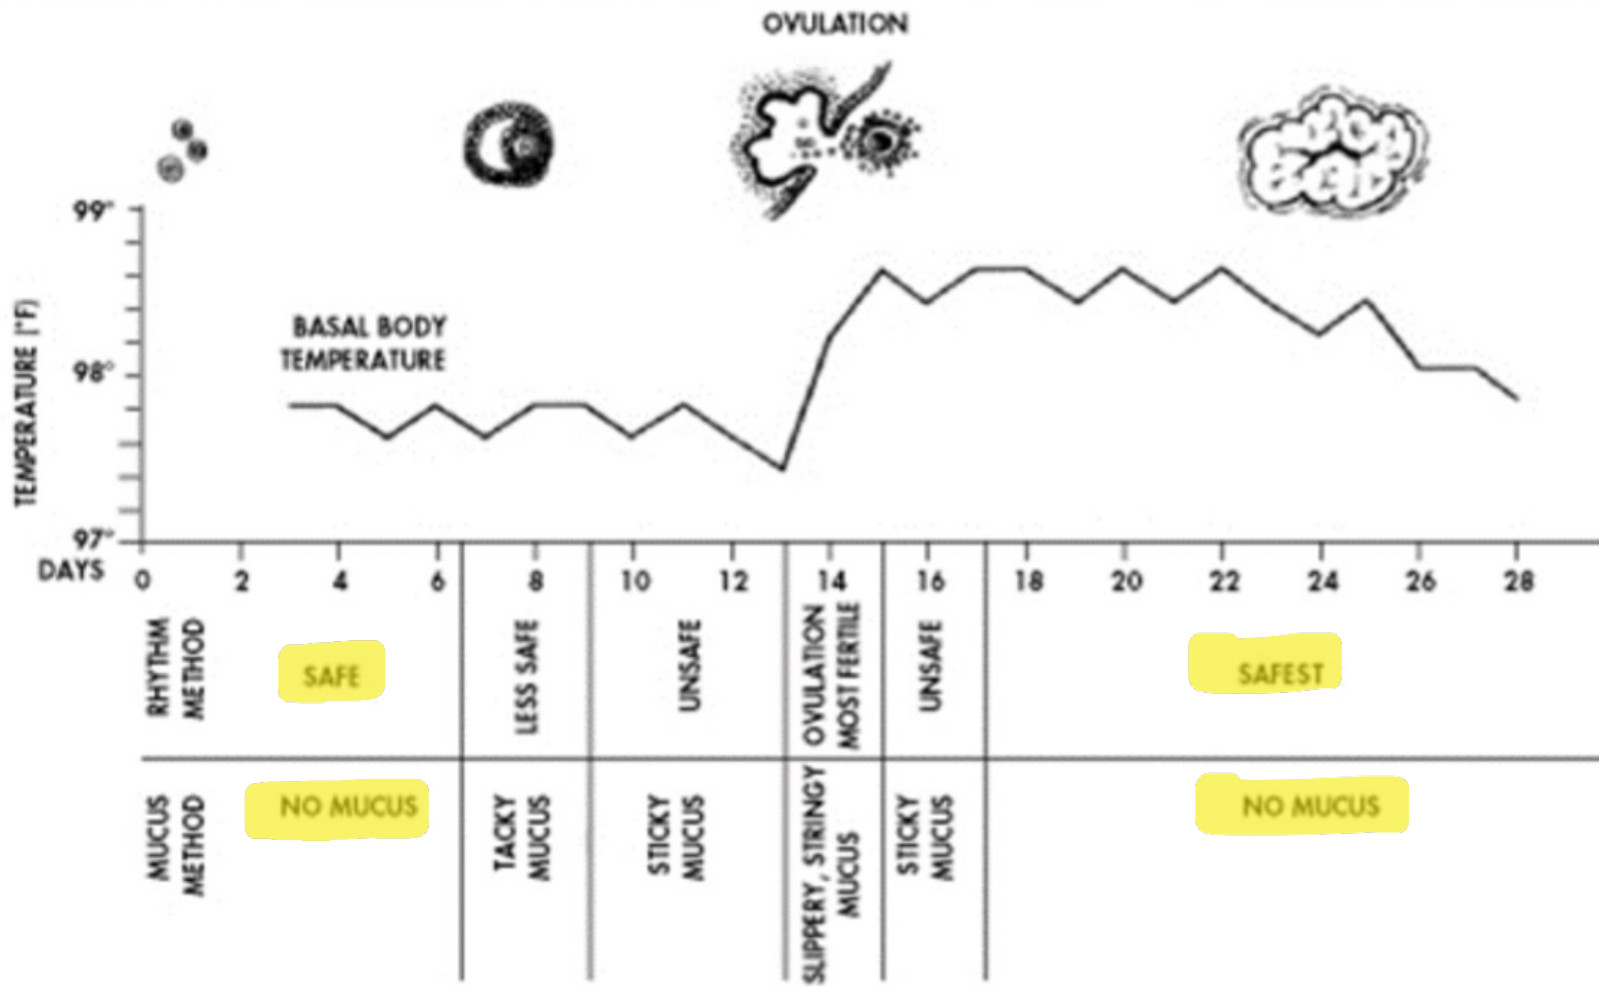 OVULATION
99°
98°
97°
TEMPERATURE (°F)
BASAL BODY
TEMPERATURE
DAYS 0 2 4 6 8 10 12 14 16 18 20 22 24 26 28
RHYTHM
METHOD
SAFE
LESS SAFE
UNSAFE
OVULATION
MOST FERTILE
UNSAFE
SAFEST
MUCUS
METHOD
NO MUCUS
TACKY
MUCUS
STICKY
MUCUS
SLIPPERY, STRINGY
MUCUS
STICKY
MUCUS
NO MUCUS